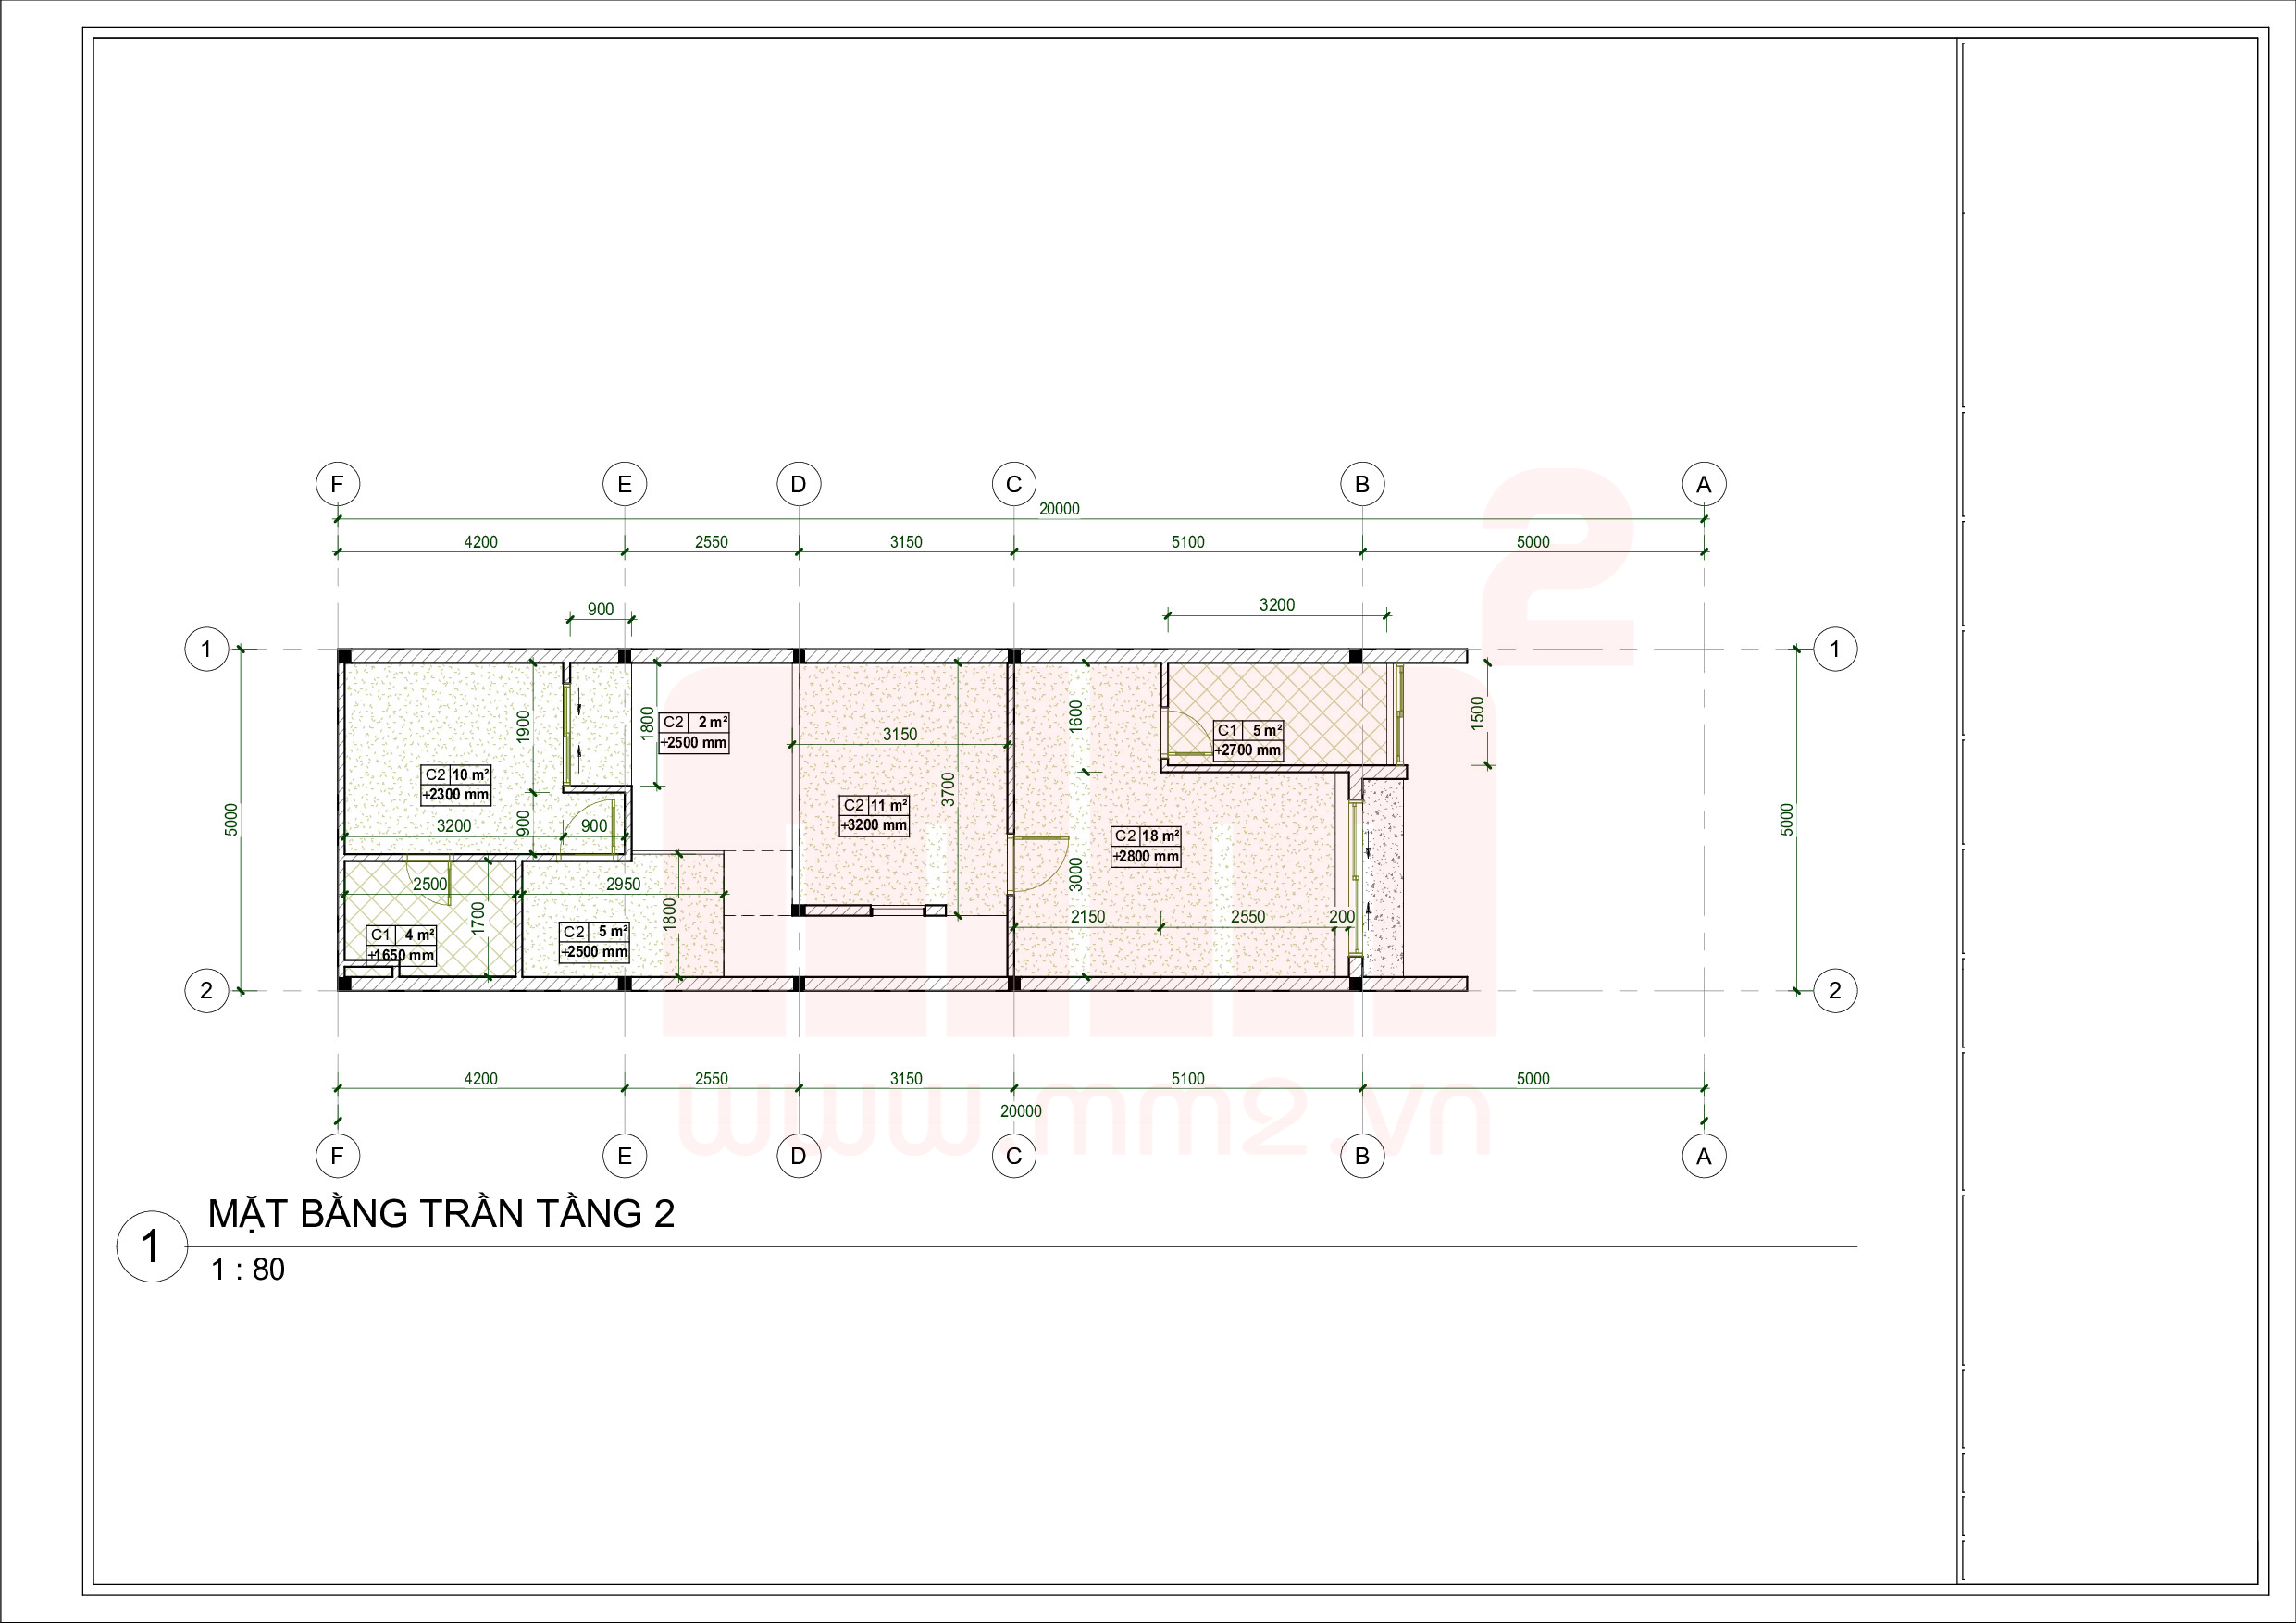 F E D C B A
20000
4200 2550 3150 5100 5000
900 3200
1 1
2
1800 1900 1600 1500
C2 2 m²
+2500 mm
C1 5 m²
+2700 mm
3150
C2 10 m²
+2300 mm
3700
C2 11 m²
+3200 mm
5000 5000
3200 900 900
C2 18 m²
+2800 mm
2500 2950 3000
1700 1800
2150 2550 200
C1 4 m²
+1650 mm
C2 5 m²
+2500 mm
2 2
4200 2550 3150 5100 5000
20000
www.mm2.vn
F E D C B A
MẶT BẰNG TRẦN TẦNG 2
1
1 : 80